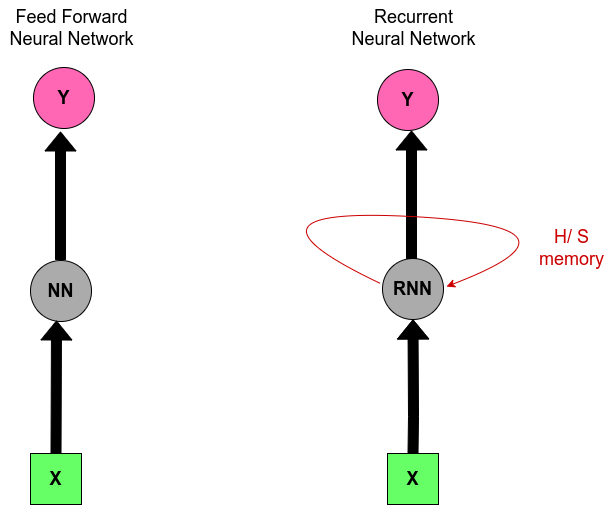 Feed Forward
Neural Network
Y
NN
X
Recurrent
Neural Network
Y
H/ S
memory
RNN
X